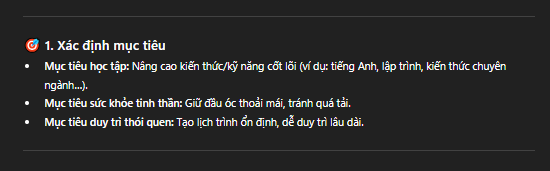 🎯 1. Xác định mục tiêu
• Mục tiêu học tập: Nâng cao kiến thức/kỹ năng cốt lõi (ví dụ: tiếng Anh, lập trình, kiến thức chuyên
ngành...).
• Mục tiêu sức khỏe tinh thần: Giữ đầu óc thoải mái, tránh quá tải.
• Mục tiêu duy trì thói quen: Tạo lịch trình ổn định, dễ duy trì lâu dài.